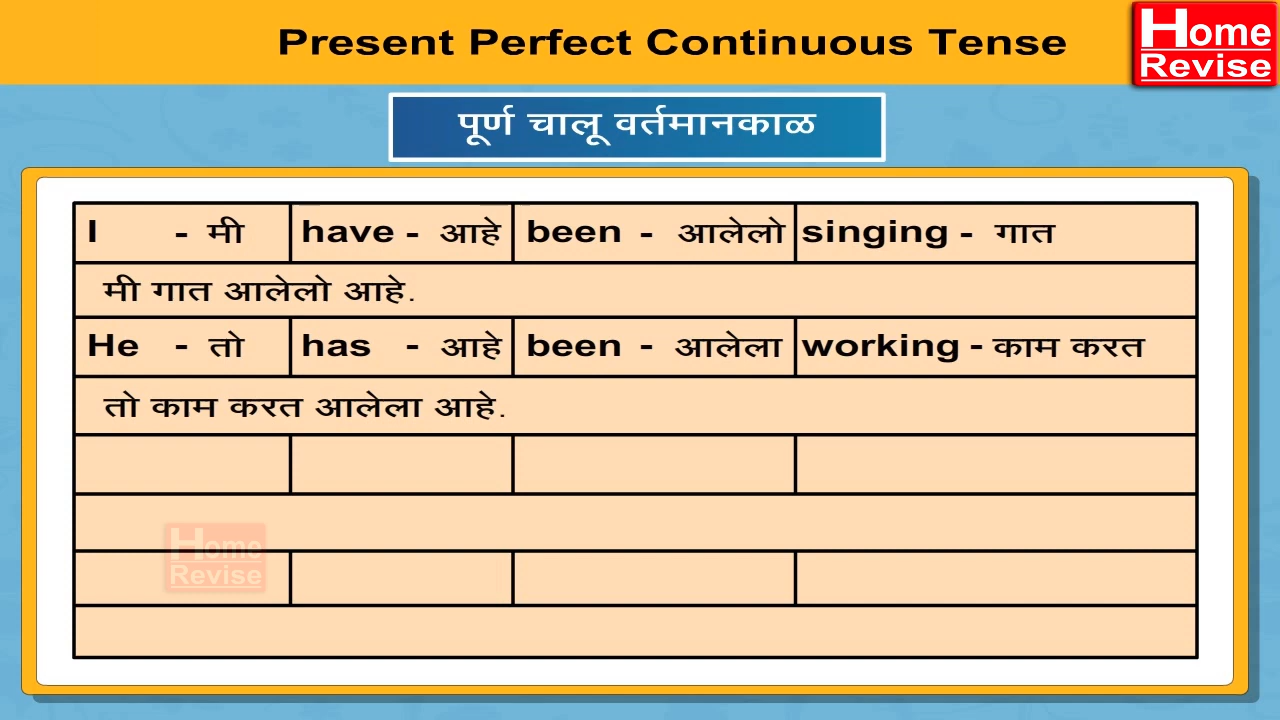 Present Perfect Continuous Tense
Home
Revise
पूर्ण चालू वर्तमानकाळ
I - मी have - आहे been - आलेलो singing - गात
मी गात आलेलो आहे.
He - तो has - आहे been - आलेला working - काम करत
तो काम करत आलेला आहे.
Home
Revise